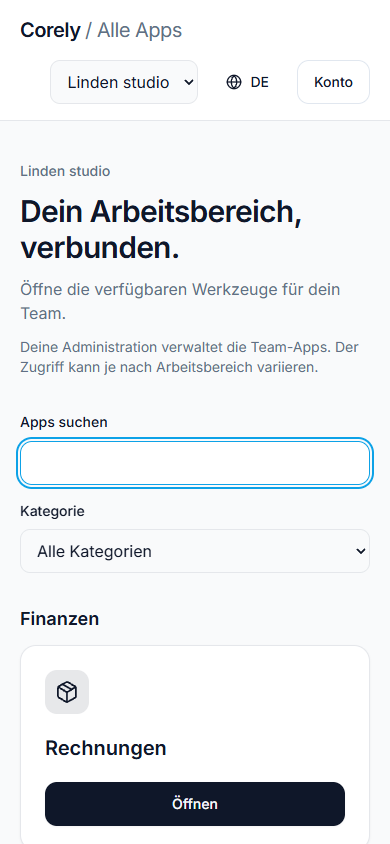 Corely / Alle Apps
Linden studio
DE
Konto
Linden studio
Dein Arbeitsbereich,
verbunden.
Öffne die verfügbaren Werkzeuge für dein
Team.
Deine Administration verwaltet die Team-Apps. Der
Zugriff kann je nach Arbeitsbereich variieren.
Apps suchen
Kategorie
Alle Kategorien
Finanzen
Rechnungen
Öffnen